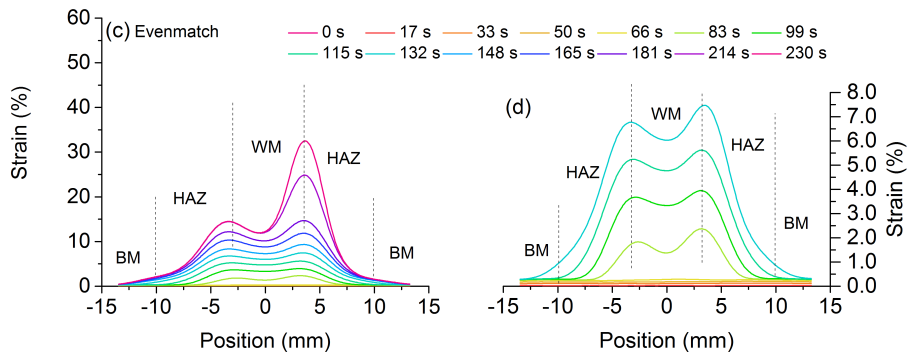 (c) Evenmatch
0 s 17 s 33 s 50 s 66 s 83 s 99 s
115 s 132 s 148 s 165 s 181 s 214 s 230 s
Strain (%)
60
50
40
30
20
10
0
BM HAZ WM HAZ BM
-15 -10 -5 0 5 10 15
Position (mm)
(d)
BM HAZ WM HAZ BM
8.0
7.0
6.0
5.0
4.0
3.0
2.0
1.0
0.0
Strain (%)
-15 -10 -5 0 5 10 15
Position (mm)